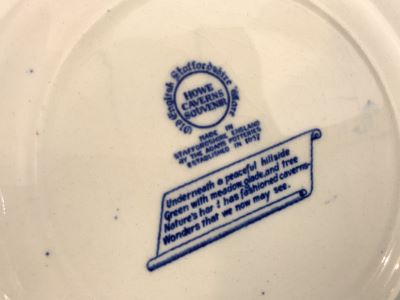 Old English Staffordshire Ware
HOWE
CAVERNS
SOUVENIR
MADE IN
STAFFORDSHIRE ENGLAND
BY THE ADAMS POTTERIES
ESTABLISHED IN 1657
Underneath a peaceful hillside
Green with meadow,glade,and tree
Nature's har d has fashioned caverns-
Wonders that we now may see.